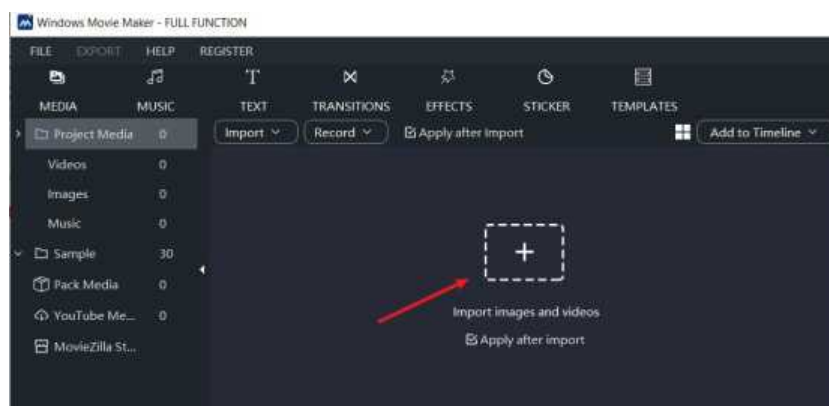 Windows Movie Maker - FULL FUNCTION
FILE EXPORT HELP REGISTER
MEDIA MUSIC TEXT TRANSITIONS EFFECTS STICKER TEMPLATES
Project Media 0
Import Record Apply after import Add to Timeline
Videos 0
Images 0
Music 0
Sample 30
Pack Media 0
YouTube Me... 0
MovieZilla St...
Import images and videos
Apply after import